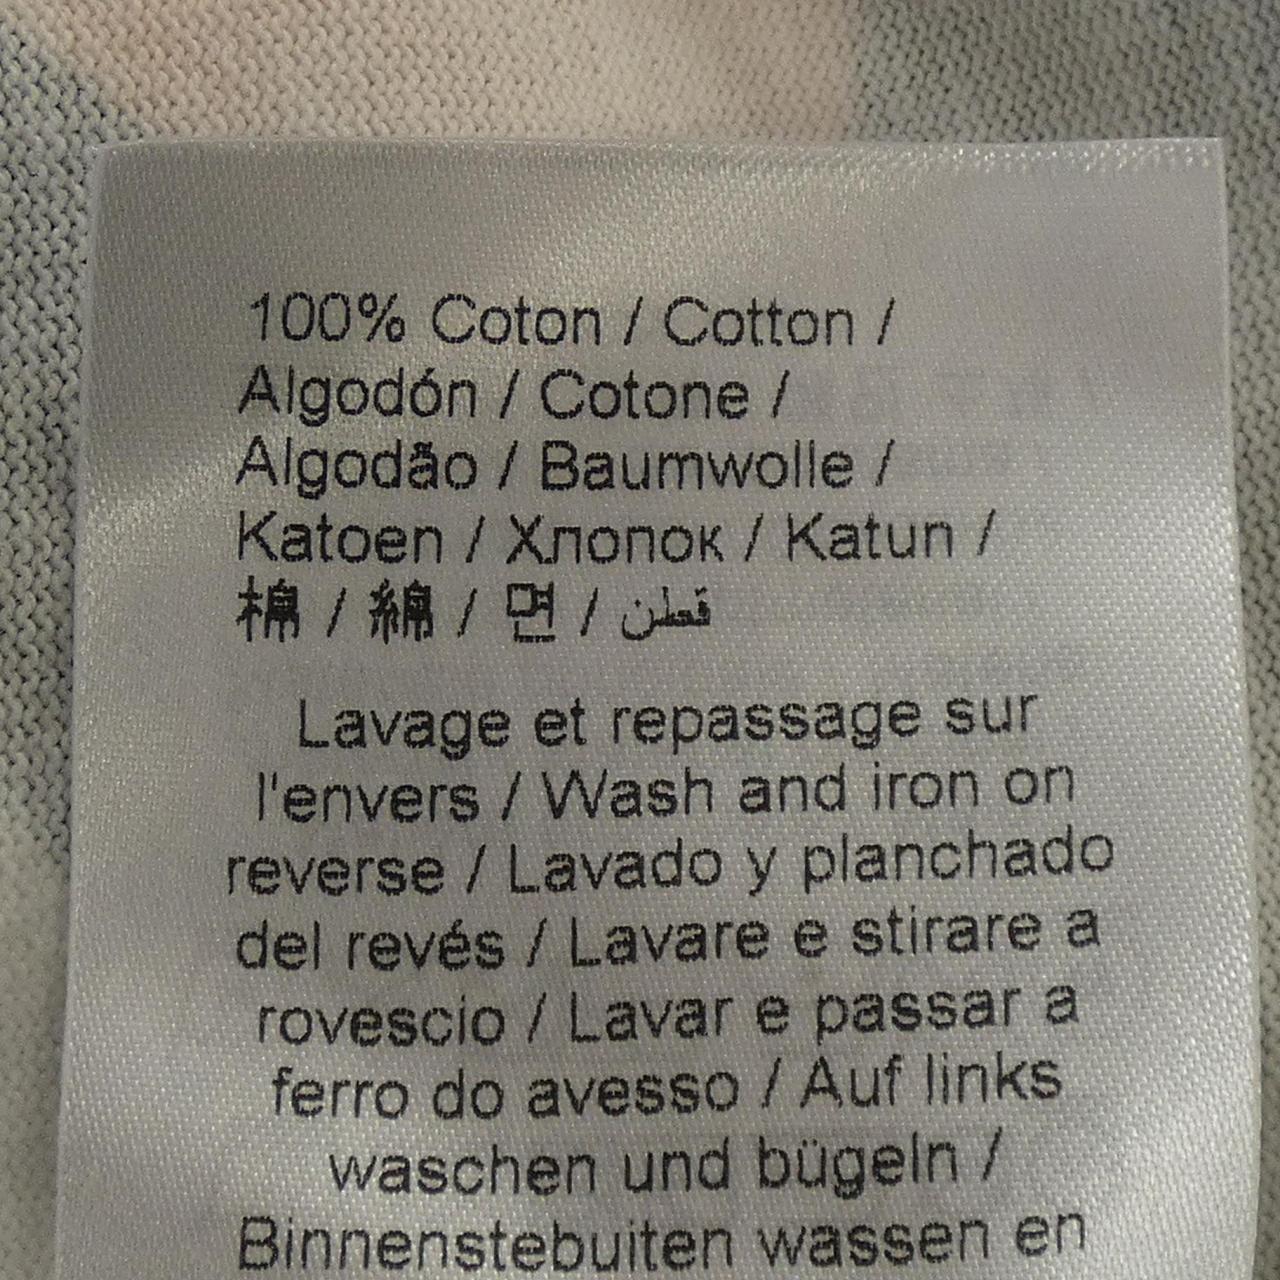 100% Coton / Cotton /
Algodón / Cotone /
Algodão / Baumwolle /
Katoen / Хлопок / Katun /
棉 / 綿 / 면 / قطن
Lavage et repassage sur
l'envers / Wash and iron on
reverse / Lavado y planchado
del revés / Lavare e stirare a
rovescio / Lavar e passar a
ferro do avesso / Auf links
waschen und bügeln /
Binnenstebuiten wassen en